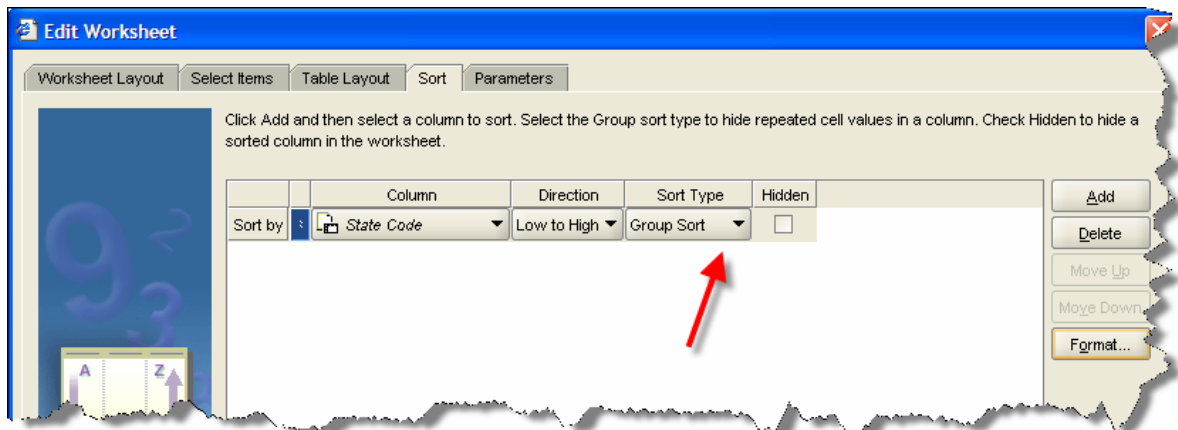 Edit Worksheet
Worksheet Layout Select Items Table Layout Sort Parameters
Click Add and then select a column to sort. Select the Group sort type to hide repeated cell values in a column. Check Hidden to hide a
sorted column in the worksheet.
Column Direction Sort Type Hidden
Sort by State Code Low to High Group Sort
Add
Delete
Move Up
Move Down
Format...
9 2
3
A Z